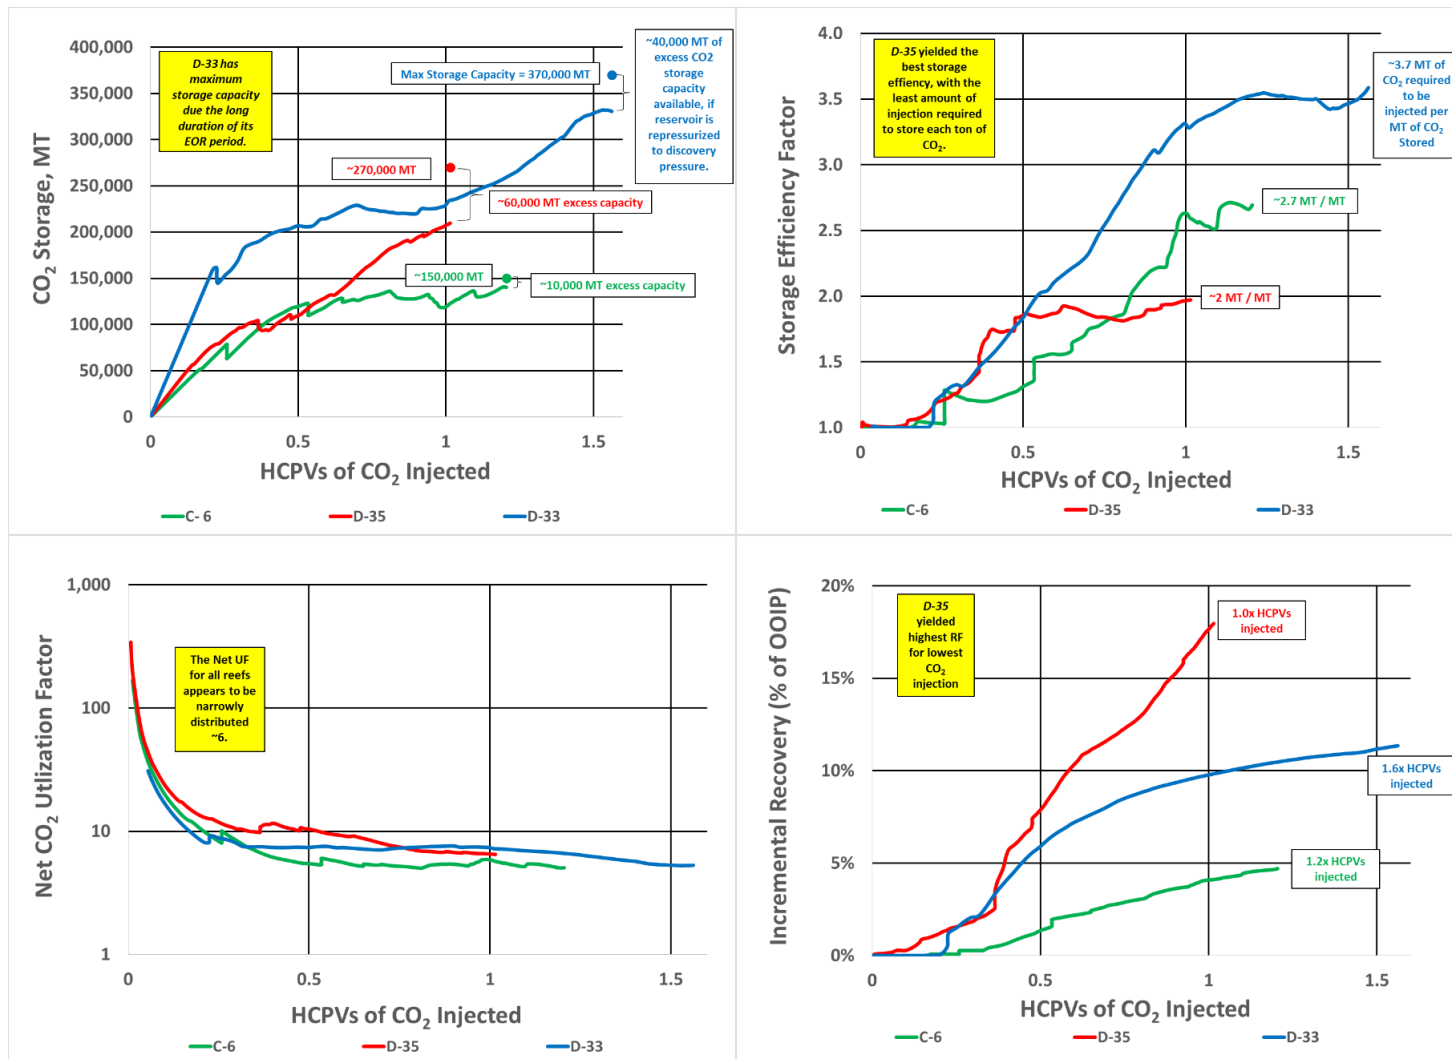 CO2 Storage, MT
400,000
350,000
300,000
250,000
200,000
150,000
100,000
50,000
0
D-33 has
maximum
storage capacity
due the long
duration of its
EOR period.
Max Storage Capacity = 370,000 MT
~40,000 MT of
excess CO2
storage
capacity
available, if
reservoir is
repressurized
to discovery
pressure.
~270,000 MT
~60,000 MT excess capacity
~150,000 MT
~10,000 MT excess capacity
0
0.5
1
1.5
HCPVs of CO2 Injected
C- 6
D-35
D-33
Storage Efficiency Factor
4.0
3.5
3.0
2.5
2.0
1.5
1.0
D-35 yielded the
best storage
effiency, with the
least amount of
injection required
to store each ton of
CO2.
~3.7 MT of
CO2 required
to be
injected per
MT of CO2
Stored
~2.7 MT / MT
~2 MT / MT
0.5
1
1.5
HCPVs of CO2 Injected
C-6
D-35
D-33
Net CO2 Utlization Factor
1,000
100
10
1
The Net UF
for all reefs
appears to be
narrowly
distributed
~6.
0
0.5
1
1.5
HCPVs of CO2 Injected
C-6
D-35
D-33
Incremental Recovery (% of OOIP)
20%
15%
10%
5%
0%
D-35
yielded
highest RF
for lowest
CO2
injection
1.0x HCPVs
injected
1.6x HCPVs
injected
1.2x HCPVs
injected
0
0.5
1
1.5
HCPVs of CO2 Injected
C-6
D-35
D-33